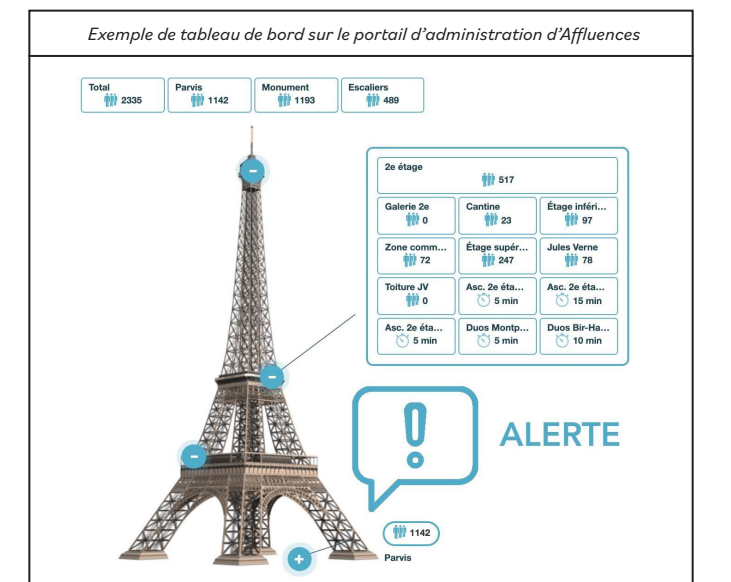 Exemple de tableau de bord sur le portail d'administration d'Affluences
Total
2335
Parvis
1142
Monument
1193
Escaliers
489
2e étage
517
Galerie 2e
0
Cantine
23
Étage inféri...
97
Zone comm...
72
Étage supér...
247
Jules Verne
78
Toiture JV
0
Asc. 2e éta...
5 min
Asc. 2e éta...
15 min
Asc. 2e éta...
5 min
Duos Montp...
5 min
Duos Bir-Ha...
10 min
ALERTE
1142
Parvis